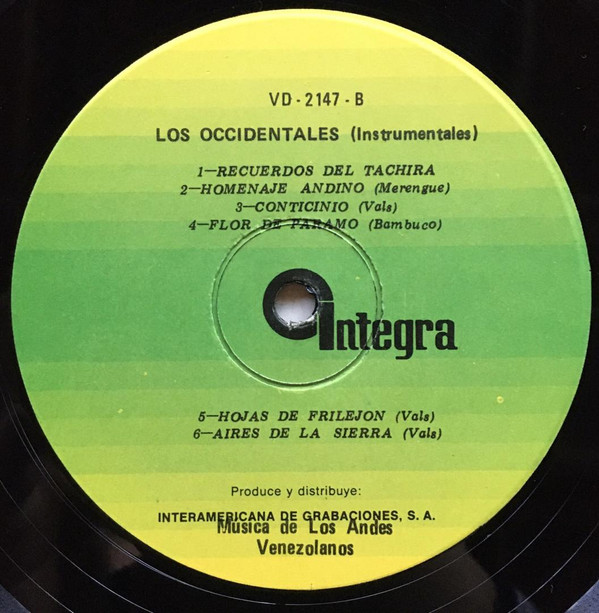 VD - 2147 - B
LOS OCCIDENTALES (Instrumentales)
1—RECUERDOS DEL TACHIRA
2—HOMENAJE ANDINO (Merengue)
3—CONTICINIO (Vals)
4—FLOR DE PARAMO (Bambuco)
Integra
5—HOJAS DE FRILEJON (Vals)
6—AIRES DE LA SIERRA (Vals)
Produce y distribuye:
INTERAMERICANA DE GRABACIONES, S. A.
Musica de Los Andes
Venezolanos